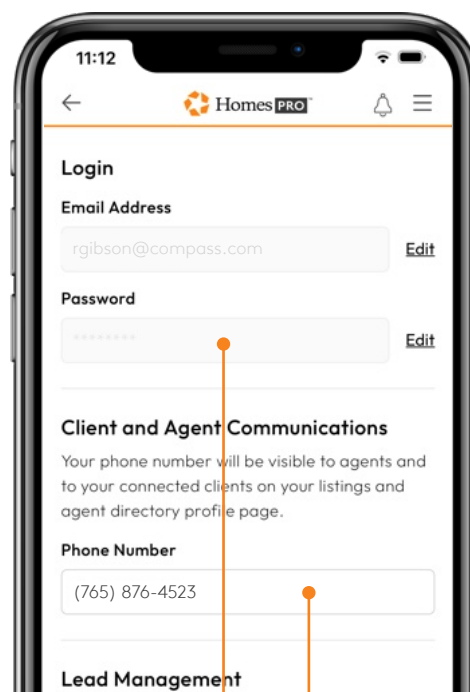 11:12
Homes PRO™
Login
Email Address
rgibson@compass.com
Edit
Password
********
Edit
Client and Agent Communications
Your phone number will be visible to agents and
to your connected clients on your listings and
agent directory profile page.
Phone Number
(765) 876-4523
Lead Management